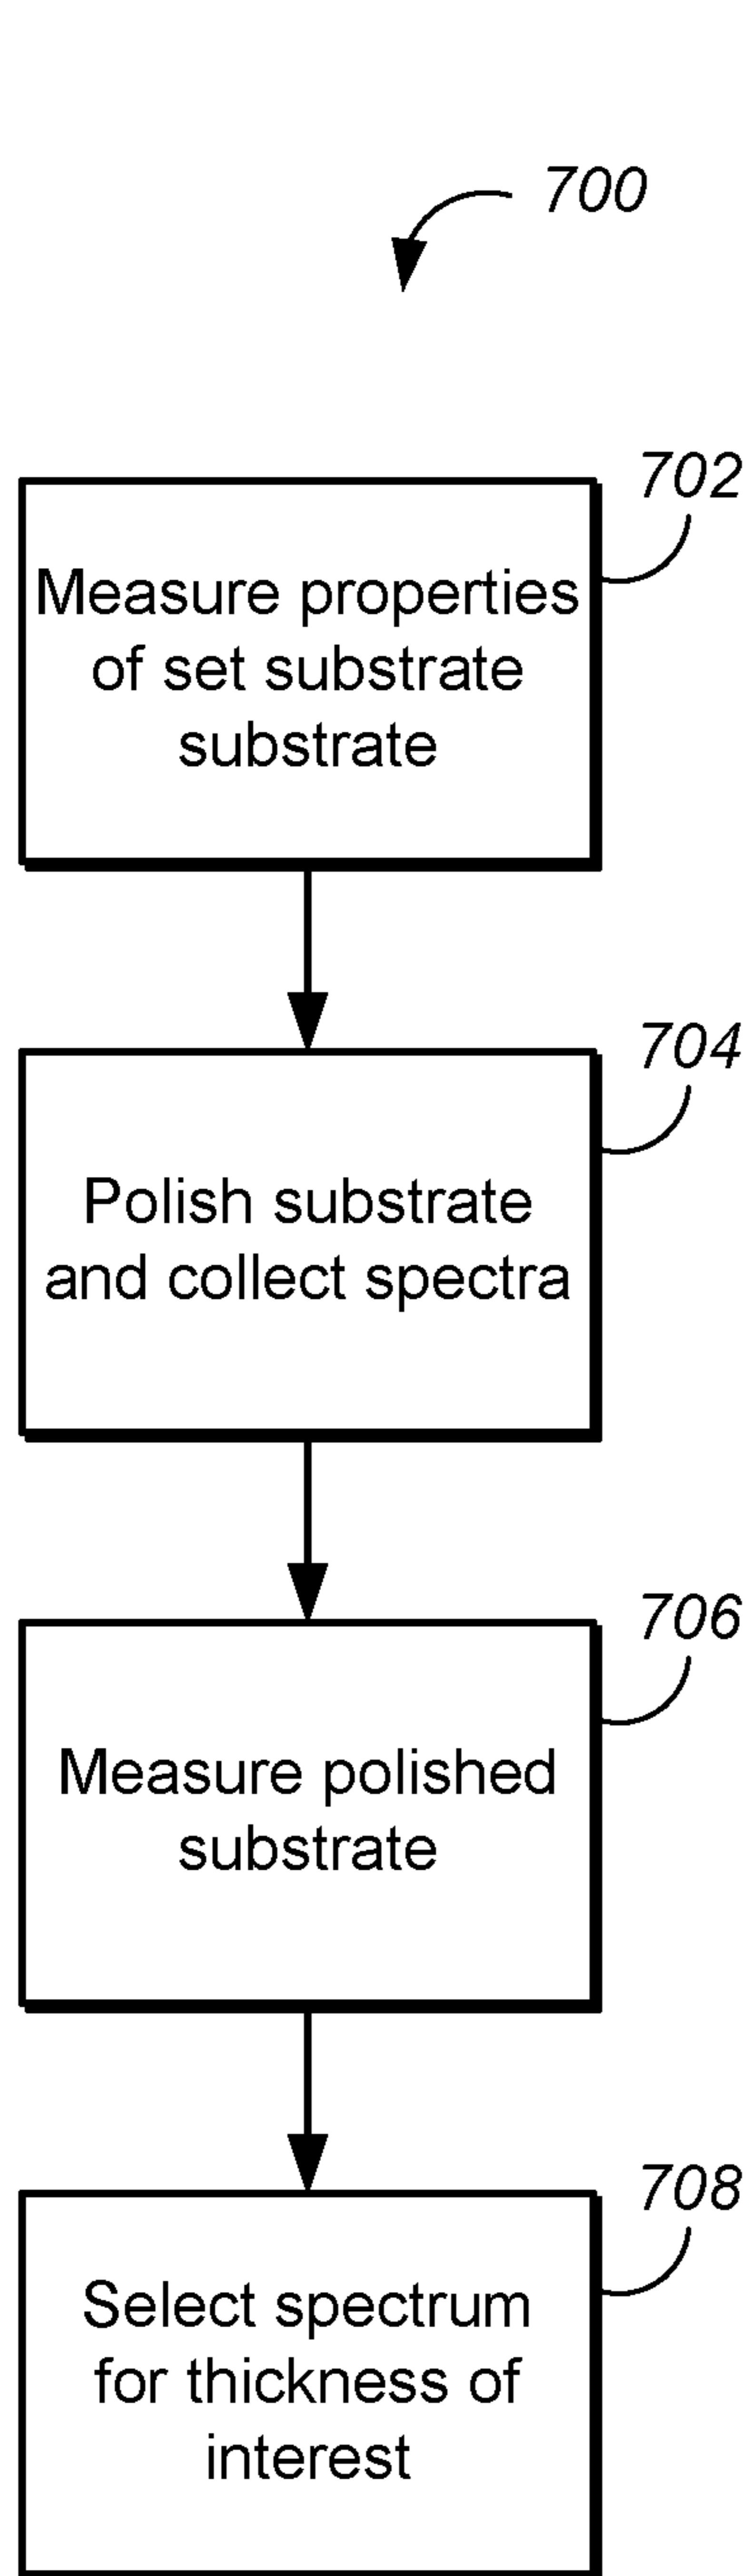 700
702
Measure properties
of set substrate
substrate
704
Polish substrate
and collect spectra
706
Measure polished
substrate
708
Select spectrum
for thickness of
interest